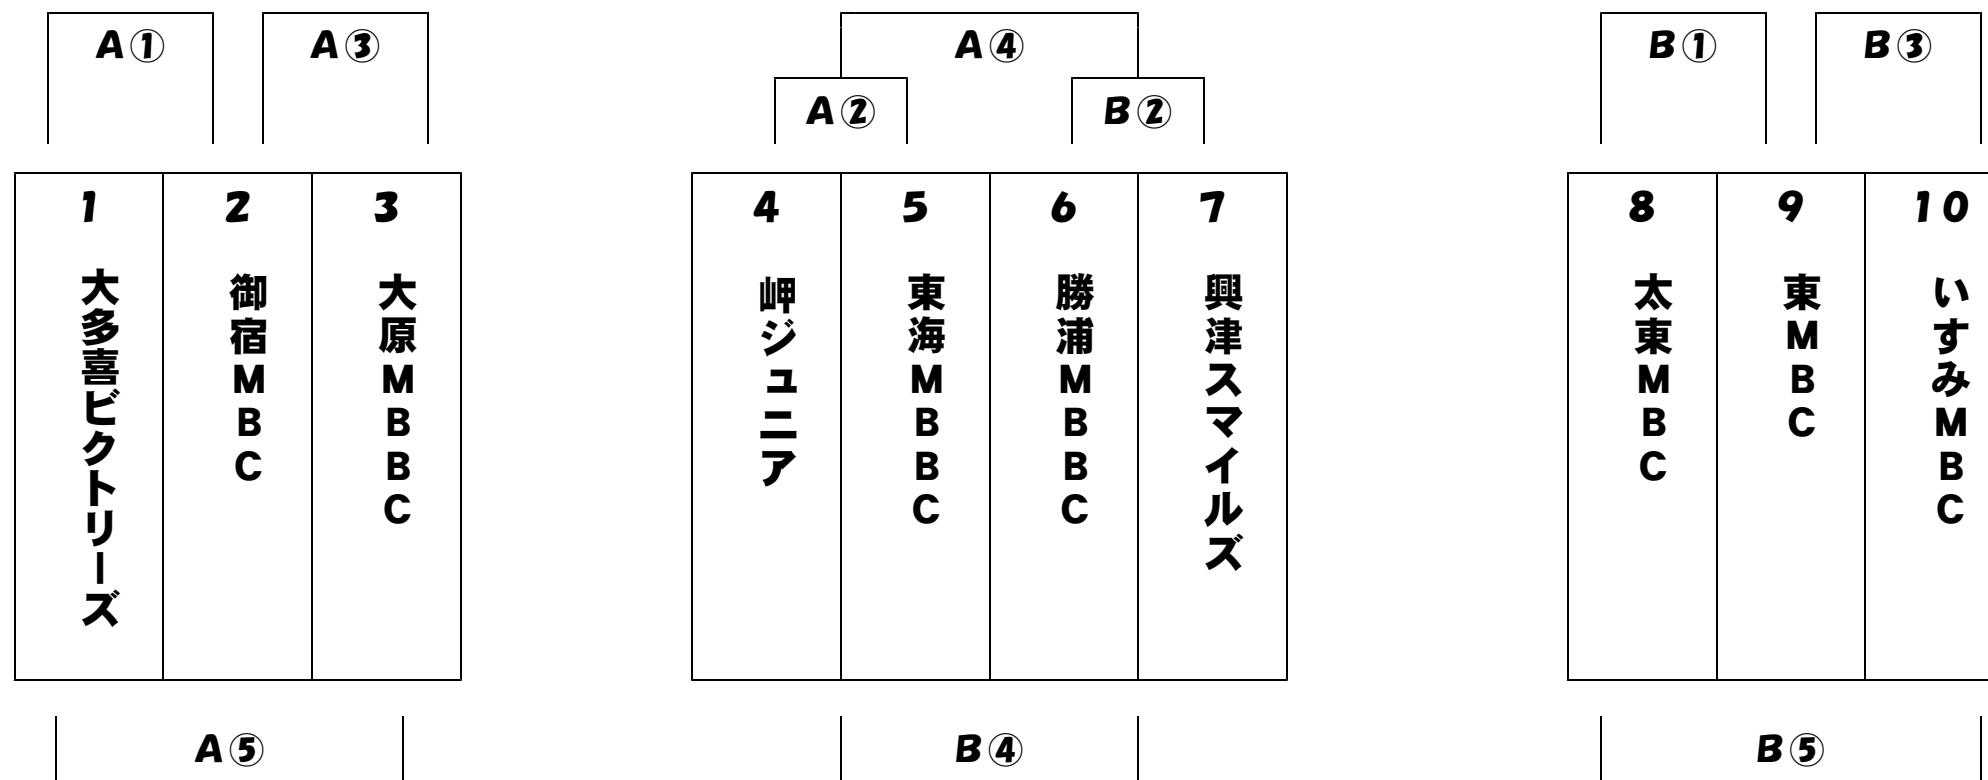 A① A③ A④ B① B③
A② B②
1 2 3 4 5 6 7 8 9 10
大多喜ビクトリーズ
御宿MBC
大原MBBC
岬ジュニア
東海MBBC
勝浦MBBC
興津スマイルズ
太東MBC
東MBC
いすみMBC
A⑤ B④ B⑤